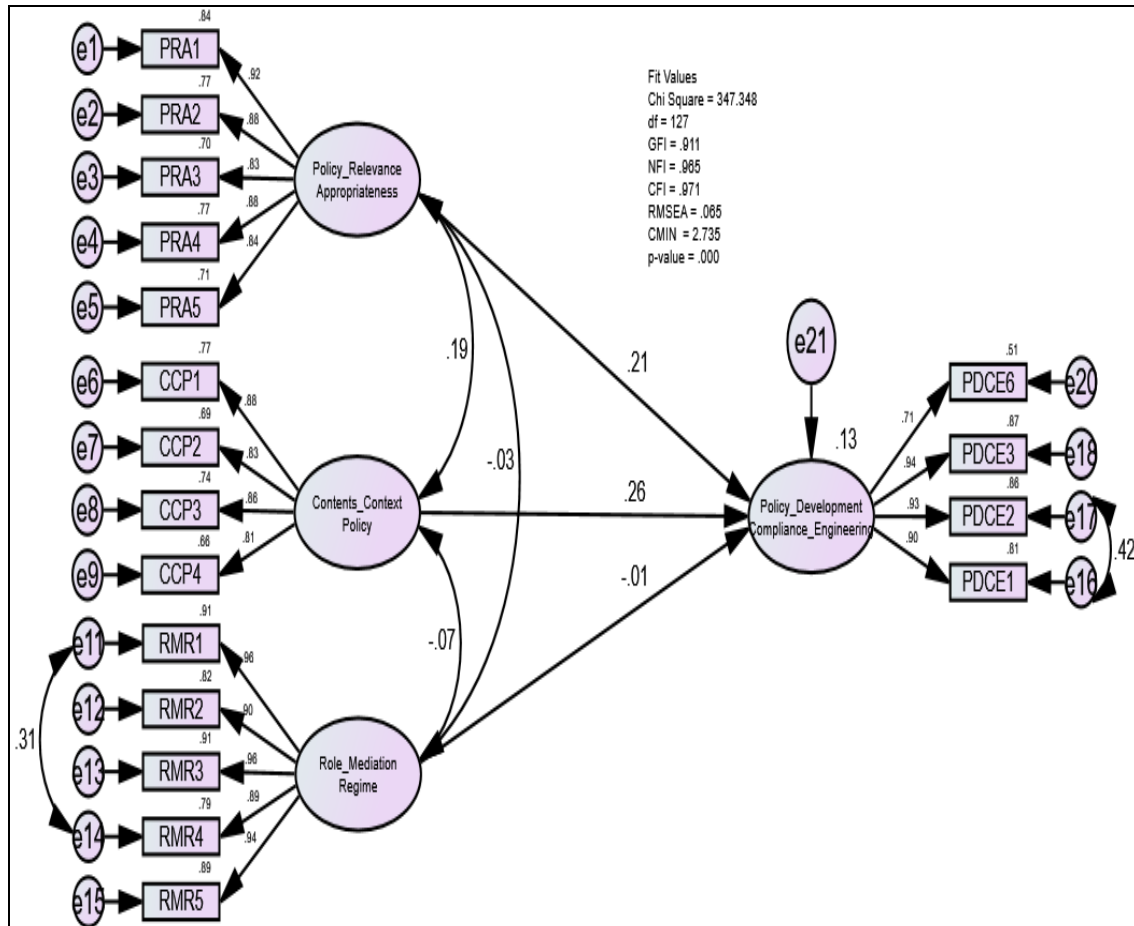 .84
e1
PRA1
.92
.77
e2
PRA2
.88
.70
e3
PRA3
.83
.77
e4
PRA4
.88
.71
e5
PRA5
.84
Policy_Relevance
Appropriateness
Fit Values
Chi Square = 347.348
df = 127
GFI = .911
NFI = .965
CFI = .971
RMSEA = .065
CMIN = 2.735
p-value = .000
.77
e6
CCP1
.88
.69
e7
CCP2
.83
.74
e8
CCP3
.86
.66
e9
CCP4
.81
Contents_Context
Policy
.19
-.03
-.07
.21
.26
-.01
e21
.13
Policy_Development
Compliance_Engineering
.51
PDCE6
e20
.71
.87
PDCE3
e18
.94
.86
PDCE2
e17
.93
.81
PDCE1
e16
.90
.42
.91
e11
RMR1
.96
.82
e12
RMR2
.90
.91
e13
RMR3
.96
.79
e14
RMR4
.89
.89
e15
RMR5
.94
.31
Role_Mediation
Regime